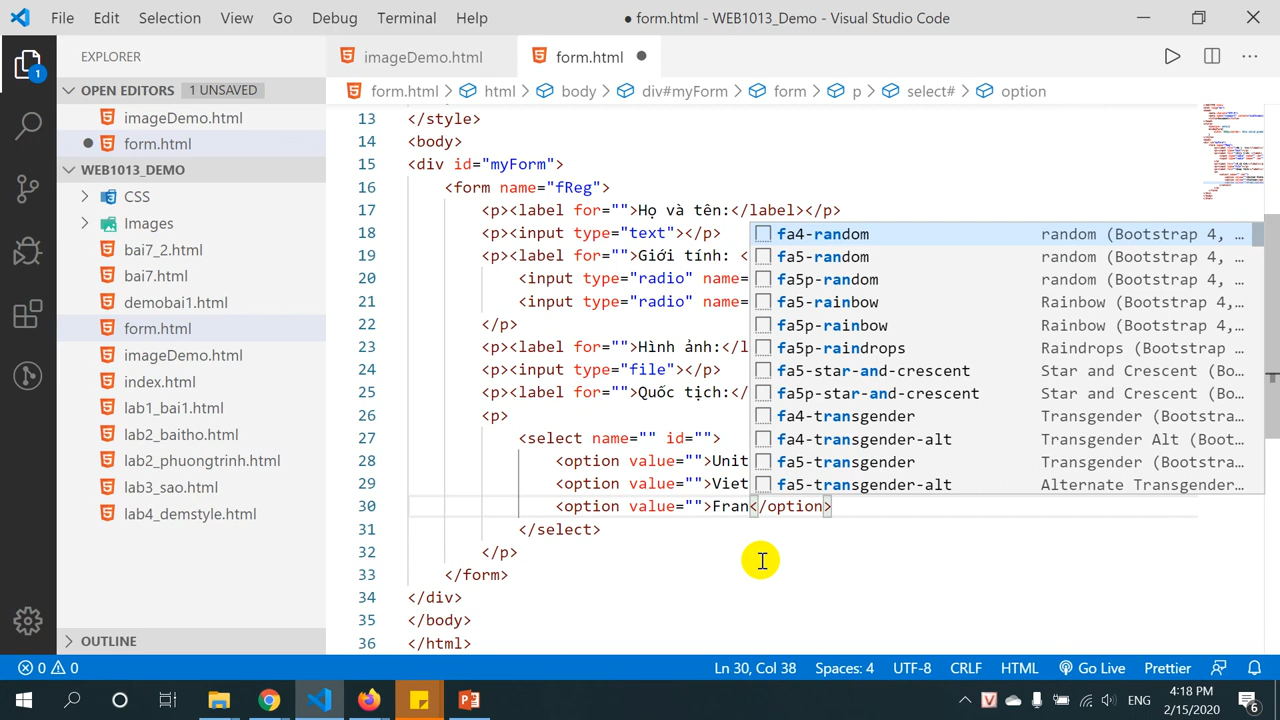 File Edit Selection View Go Debug Terminal Help
● form.html - WEB1013_Demo - Visual Studio Code
EXPLORER
OPEN EDITORS 1 UNSAVED
imageDemo.html
form.html
WEB1013_DEMO
CSS
Images
bai7_2.html
bai7.html
demobai1.html
form.html
imageDemo.html
index.html
lab1_bai1.html
lab2_baitho.html
lab2_phuongtrinh.html
lab3_sao.html
lab4_demstyle.html
OUTLINE
1
imageDemo.html form.html ●
form.html > html > body > div#myForm > form > p > select# > option
13 </style>
14 <body>
15 <div id="myForm">
16 <form name="fReg">
17 <p><label for="">Họ và tên:</label></p>
18 <p><input type="text"></p>
19 <p><label for="">Giới tính: <
20 <input type="radio" name=
21 <input type="radio" name=
22 </p>
23 <p><label for="">Hình ảnh:</l
24 <p><input type="file"></p>
25 <p><label for="">Quốc tịch:</
26 <p>
27 <select name="" id="">
28 <option value="">Unit
29 <option value="">Viet
30 <option value="">Fran</option>
31 </select>
32 </p>
33 </form>
34 </div>
35 </body>
36 </html>
fa4-random random (Bootstrap 4, …
fa5-random random (Bootstrap 4, …
fa5p-random random (Bootstrap 4, …
fa5-rainbow Rainbow (Bootstrap 4,…
fa5p-rainbow Rainbow (Bootstrap 4,…
fa5p-raindrops Raindrops (Bootstrap …
fa5-star-and-crescent Star and Crescent (Bo…
fa5p-star-and-crescent Star and Crescent (Bo…
fa4-transgender Transgender (Bootstra…
fa4-transgender-alt Transgender Alt (Boot…
fa5-transgender Transgender (Bootstra…
fa5-transgender-alt Alternate Transgender…
0 0 Ln 30, Col 38 Spaces: 4 UTF-8 CRLF HTML Go Live Prettier
ENG 4:18 PM
2/15/2020
6